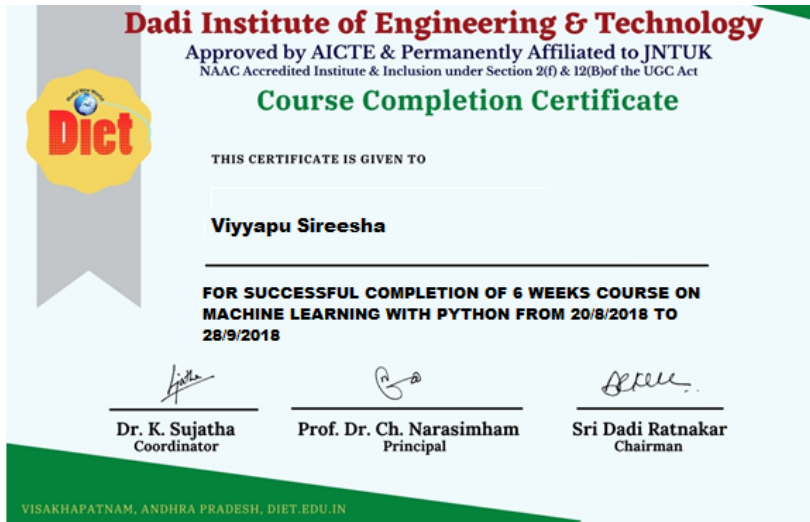 Dadi Institute of Engineering & Technology
Approved by AICTE & Permanently Affiliated to JNTUK
NAAC Accredited Institute & Inclusion under Section 2(f) & 12(B)of the UGC Act
Course Completion Certificate
Diet
THIS CERTIFICATE IS GIVEN TO
Viyyapu Sireesha
FOR SUCCESSFUL COMPLETION OF 6 WEEKS COURSE ON
MACHINE LEARNING WITH PYTHON FROM 20/8/2018 TO
28/9/2018
Dr. K. Sujatha
Coordinator
Prof. Dr. Ch. Narasimham
Principal
Sri Dadi Ratnakar
Chairman
VISAKHAPATNAM, ANDHRA PRADESH, DIET.EDU.IN